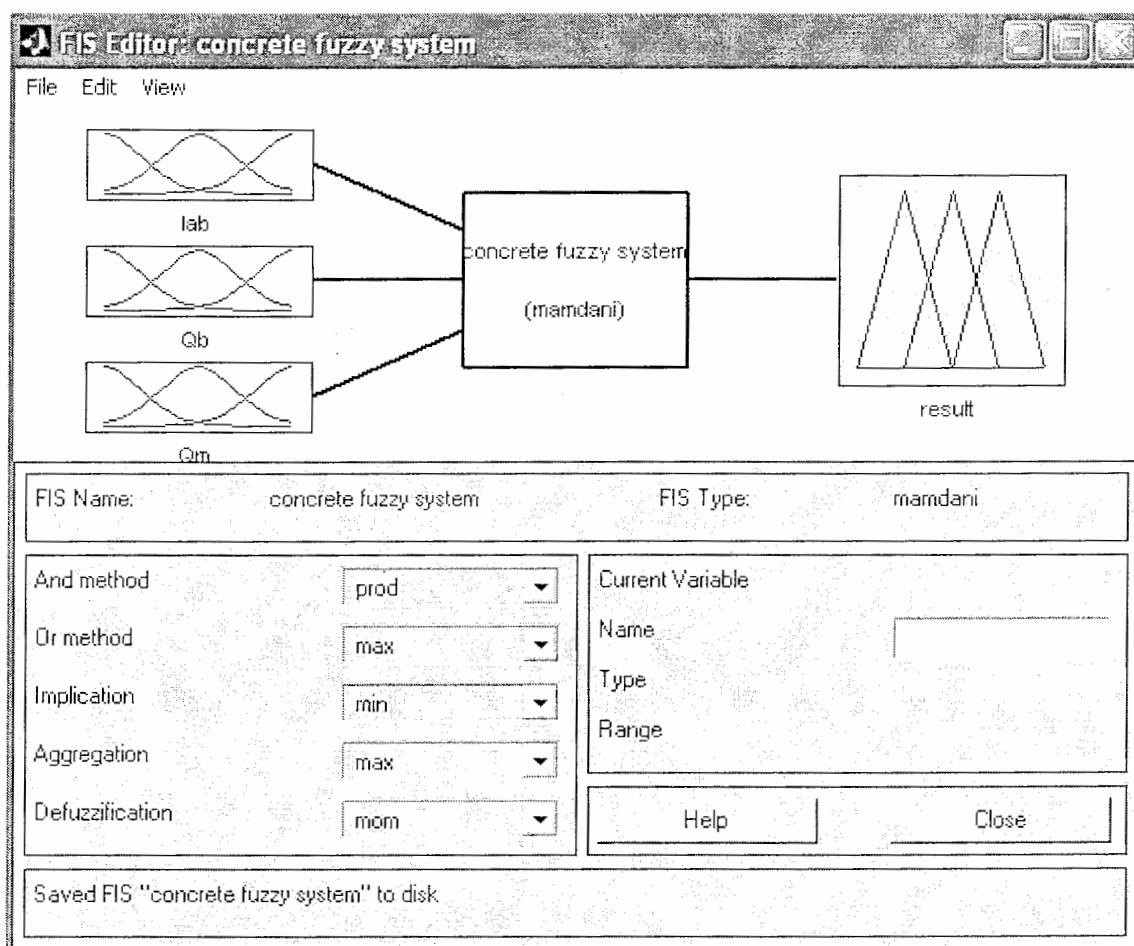 FIS Editor: concrete fuzzy system
File Edit View
lab
Qb
Qm
concrete fuzzy system
(mamdani)
result
FIS Name: concrete fuzzy system FIS Type: mamdani
And method prod
Or method max
Implication min
Aggregation max
Defuzzification mom
Current Variable
Name
Type
Range
Help Close
Saved FIS "concrete fuzzy system" to disk